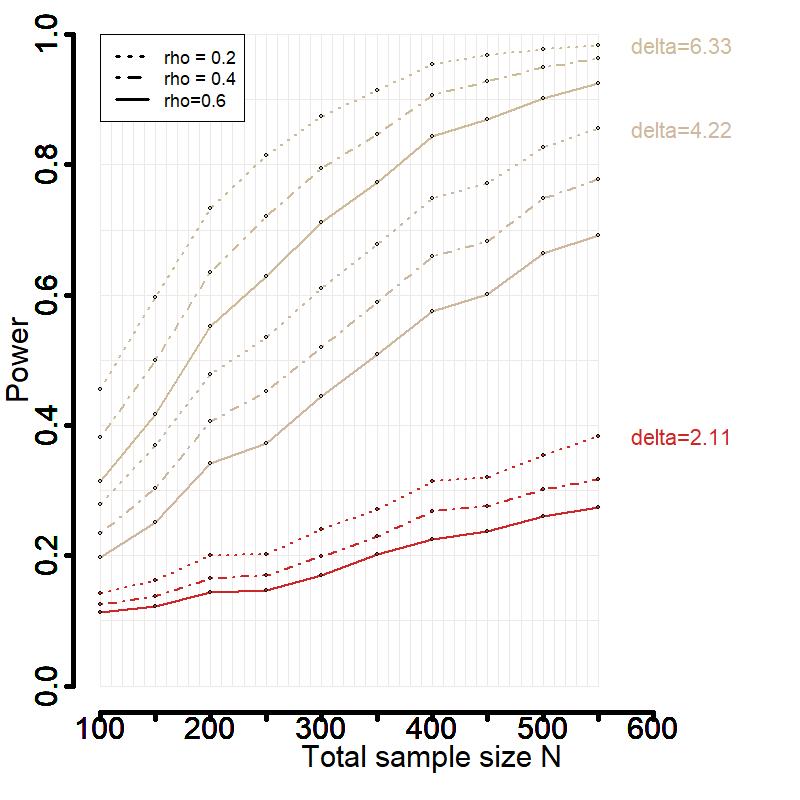 rho = 0.2
rho = 0.4
rho=0.6
delta=6.33
delta=4.22
delta=2.11
Power
1.0
0.8
0.6
0.4
0.2
0.0
100 200 300 400 500 600
Total sample size N